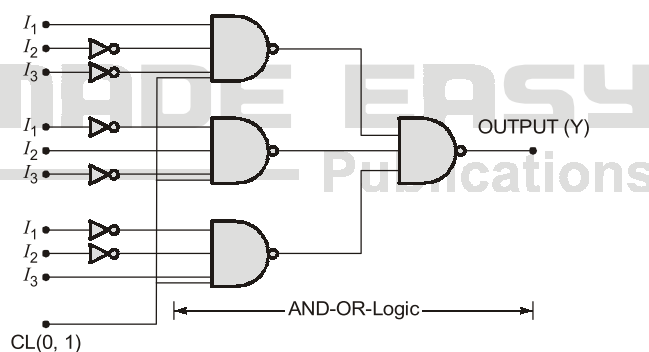 I1
I2
I3
MADE EASY
I1
I2
I3
OUTPUT (Y)
Publications
I1
I2
I3
AND-OR-Logic
CL(0, 1)